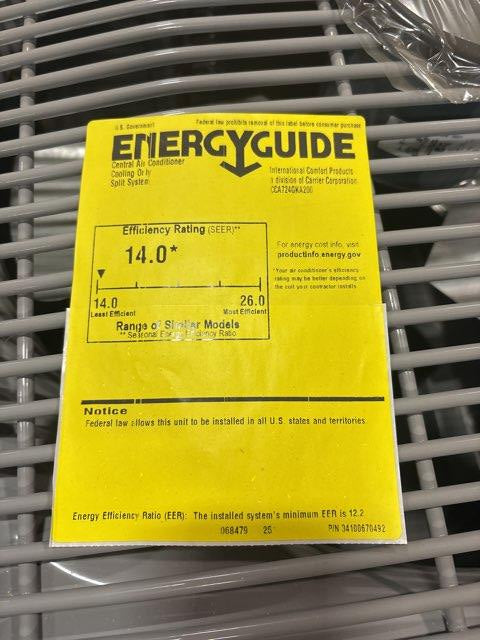 U.S. Government
Federal law prohibits removal of this label before consumer purchase
ENERGYGUIDE
Central Air Conditioner
Cooling Only
Split System
International Comfort Products
a division of Carrier Corporation
CCA724GKA200
Efficiency Rating (SEER)**
14.0*
14.0
26.0
Least Efficient
Most Efficient
Range of Similar Models
** Seasonal Energy Efficiency Ratio
For energy cost info, visit
productinfo.energy.gov
*Your air conditioner's efficiency
rating may be better depending on
the coil your contractor installs
Notice
Federal law allows this unit to be installed in all U.S. states and territories
Energy Efficiency Ratio (EER): The installed system's minimum EER is 12.2
068479 25
P/N 34100670492